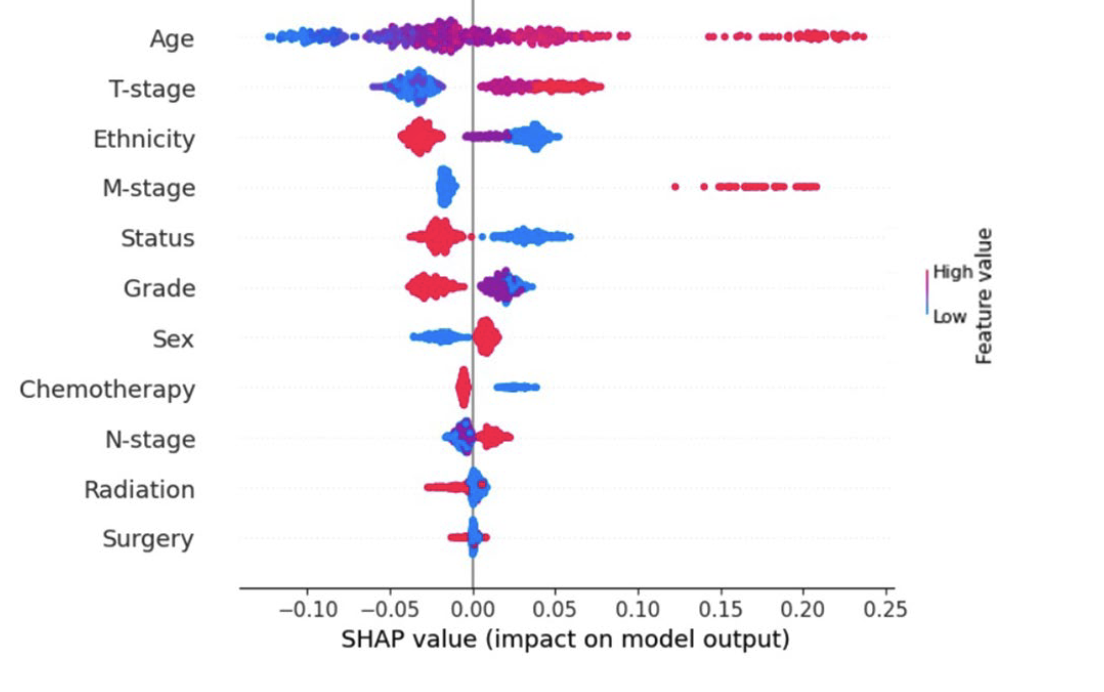 Age
T-stage
Ethnicity
M-stage
Status
Grade
Sex
Chemotherapy
N-stage
Radiation
Surgery
−0.10 −0.05 0.00 0.05 0.10 0.15 0.20 0.25
SHAP value (impact on model output)
High
Low
Feature value